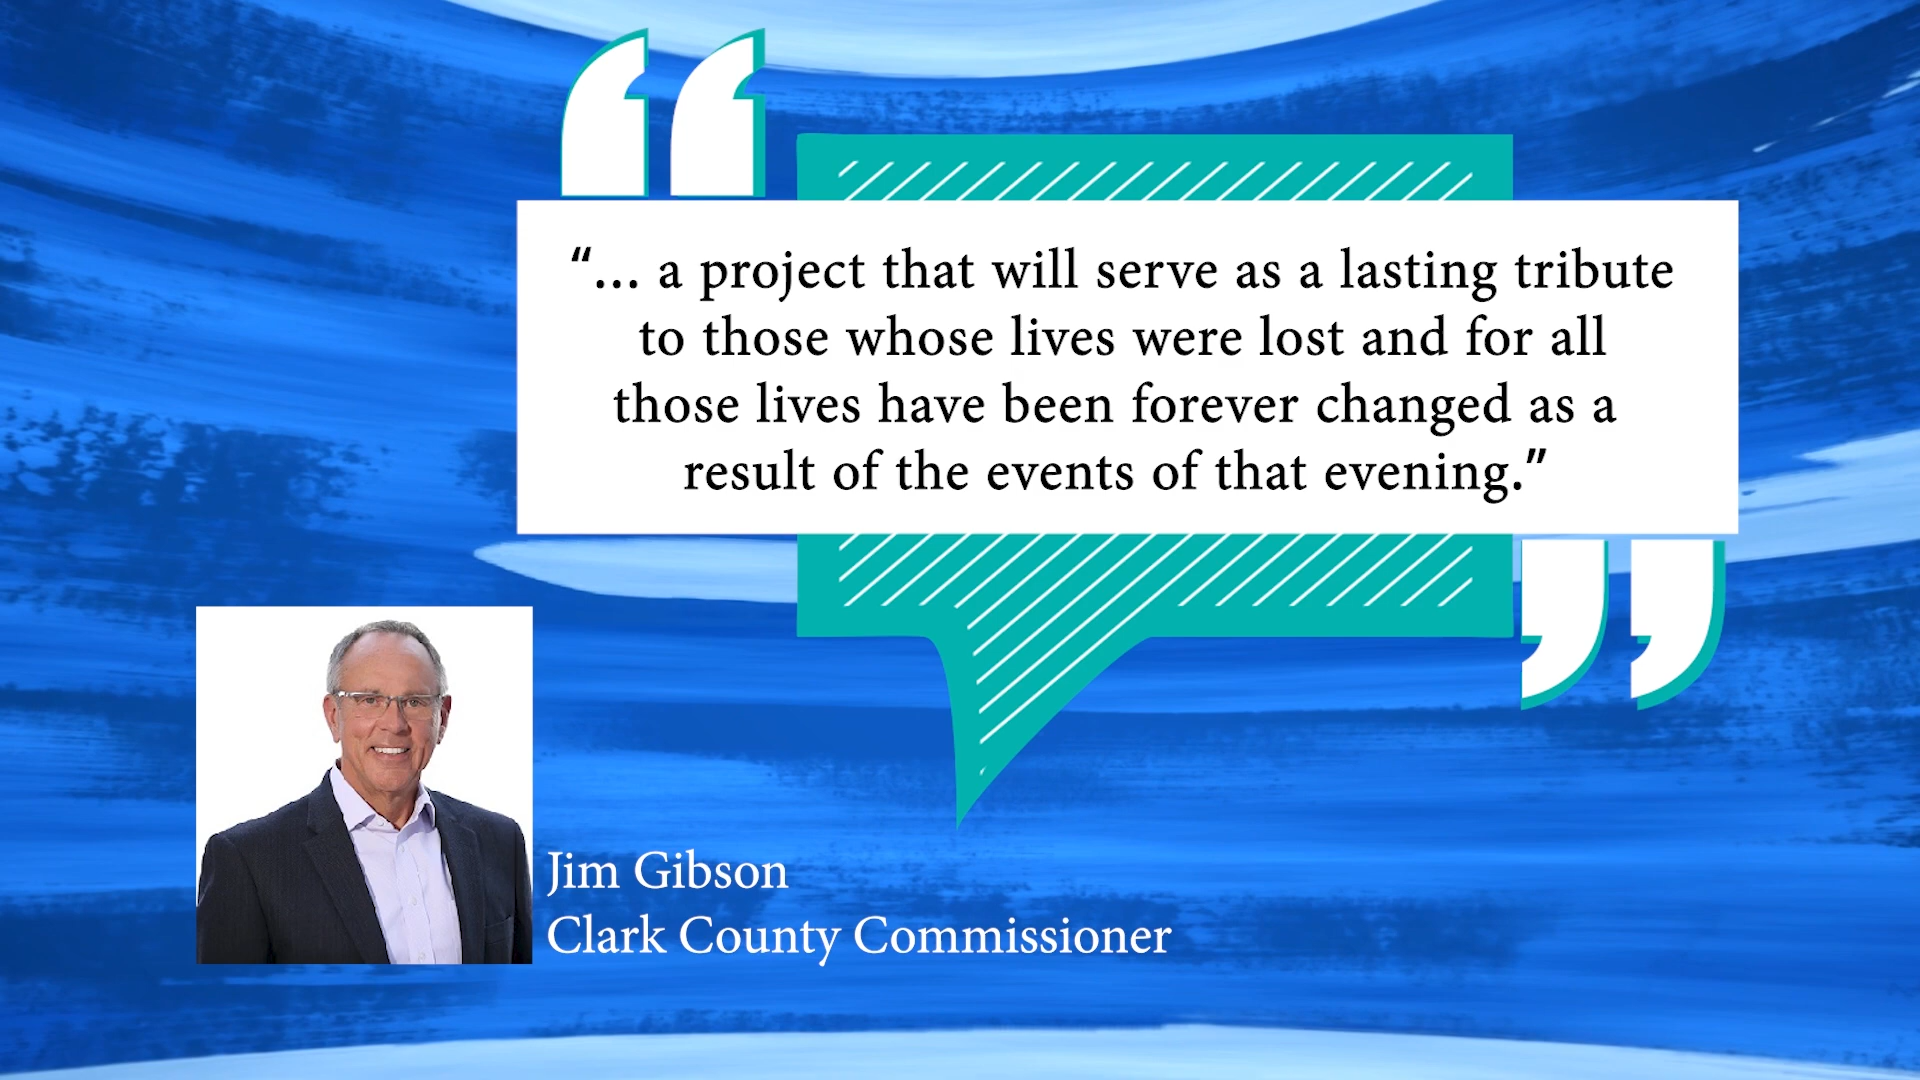 “... a project that will serve as a lasting tribute
to those whose lives were lost and for all
those lives have been forever changed as a
result of the events of that evening.”
Jim Gibson
Clark County Commissioner